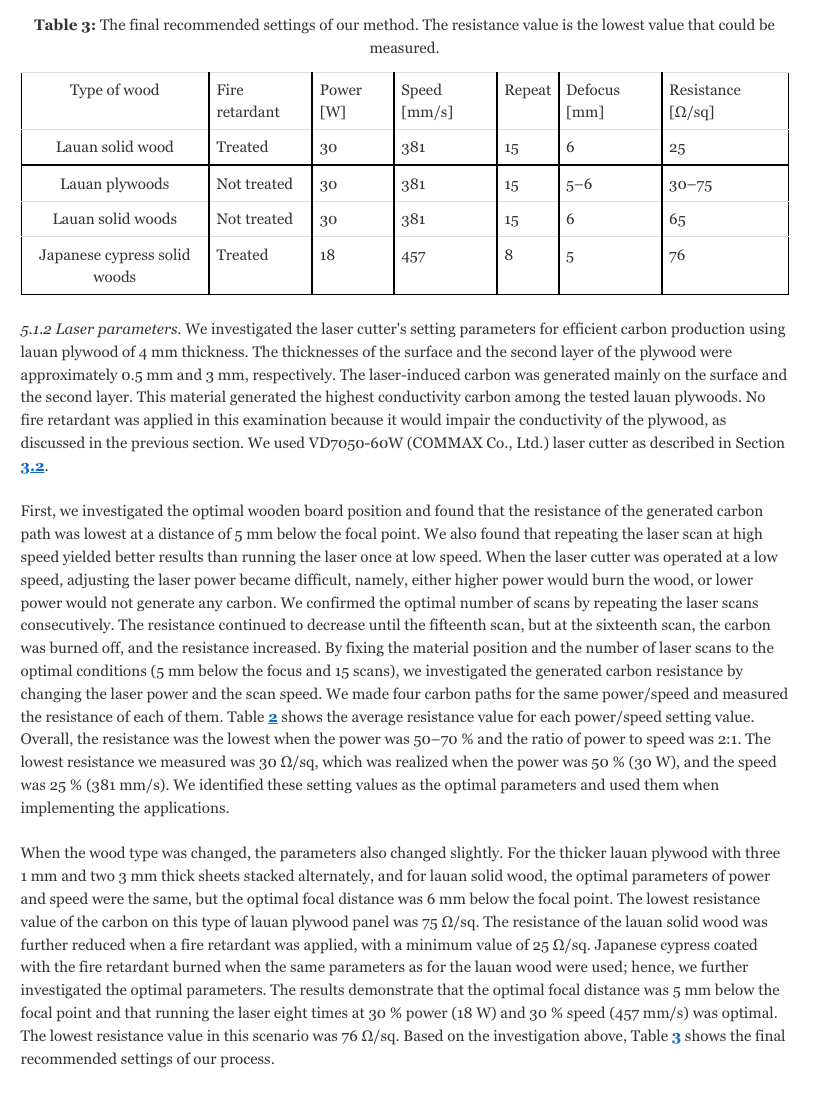 Table 3: The final recommended settings of our method. The resistance value is the lowest value that could be
measured.
Type of wood Fire retardant Power [W] Speed [mm/s] Repeat Defocus [mm] Resistance [Ω/sq]
Lauan solid wood Treated 30 381 15 6 25
Lauan plywoods Not treated 30 381 15 5–6 30–75
Lauan solid woods Not treated 30 381 15 6 65
Japanese cypress solid woods Treated 18 457 8 5 76
5.1.2 Laser parameters. We investigated the laser cutter's setting parameters for efficient carbon production using
lauan plywood of 4 mm thickness. The thicknesses of the surface and the second layer of the plywood were
approximately 0.5 mm and 3 mm, respectively. The laser-induced carbon was generated mainly on the surface and
the second layer. This material generated the highest conductivity carbon among the tested lauan plywoods. No
fire retardant was applied in this examination because it would impair the conductivity of the plywood, as
discussed in the previous section. We used VD7050-60W (COMMAX Co., Ltd.) laser cutter as described in Section
3.2.
First, we investigated the optimal wooden board position and found that the resistance of the generated carbon
path was lowest at a distance of 5 mm below the focal point. We also found that repeating the laser scan at high
speed yielded better results than running the laser once at low speed. When the laser cutter was operated at a low
speed, adjusting the laser power became difficult, namely, either higher power would burn the wood, or lower
power would not generate any carbon. We confirmed the optimal number of scans by repeating the laser scans
consecutively. The resistance continued to decrease until the fifteenth scan, but at the sixteenth scan, the carbon
was burned off, and the resistance increased. By fixing the material position and the number of laser scans to the
optimal conditions (5 mm below the focus and 15 scans), we investigated the generated carbon resistance by
changing the laser power and the scan speed. We made four carbon paths for the same power/speed and measured
the resistance of each of them. Table 2 shows the average resistance value for each power/speed setting value.
Overall, the resistance was the lowest when the power was 50–70 % and the ratio of power to speed was 2:1. The
lowest resistance we measured was 30 Ω/sq, which was realized when the power was 50 % (30 W), and the speed
was 25 % (381 mm/s). We identified these setting values as the optimal parameters and used them when
implementing the applications.
When the wood type was changed, the parameters also changed slightly. For the thicker lauan plywood with three
1 mm and two 3 mm thick sheets stacked alternately, and for lauan solid wood, the optimal parameters of power
and speed were the same, but the optimal focal distance was 6 mm below the focal point. The lowest resistance
value of the carbon on this type of lauan plywood panel was 75 Ω/sq. The resistance of the lauan solid wood was
further reduced when a fire retardant was applied, with a minimum value of 25 Ω/sq. Japanese cypress coated
with the fire retardant burned when the same parameters as for the lauan wood were used; hence, we further
investigated the optimal parameters. The results demonstrate that the optimal focal distance was 5 mm below the
focal point and that running the laser eight times at 30 % power (18 W) and 30 % speed (457 mm/s) was optimal.
The lowest resistance value in this scenario was 76 Ω/sq. Based on the investigation above, Table 3 shows the final
recommended settings of our process.